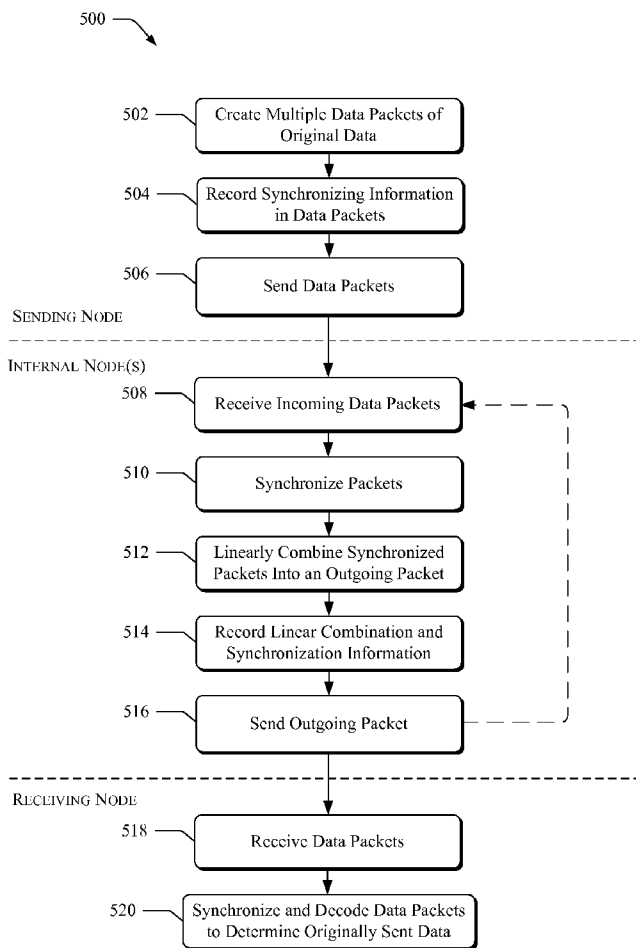 500
502
Create Multiple Data Packets of
Original Data
504
Record Synchronizing Information
in Data Packets
506
Send Data Packets
SENDING NODE
INTERNAL NODE(S)
508
Receive Incoming Data Packets
510
Synchronize Packets
512
Linearly Combine Synchronized
Packets Into an Outgoing Packet
514
Record Linear Combination and
Synchronization Information
516
Send Outgoing Packet
RECEIVING NODE
518
Receive Data Packets
520
Synchronize and Decode Data Packets
to Determine Originally Sent Data